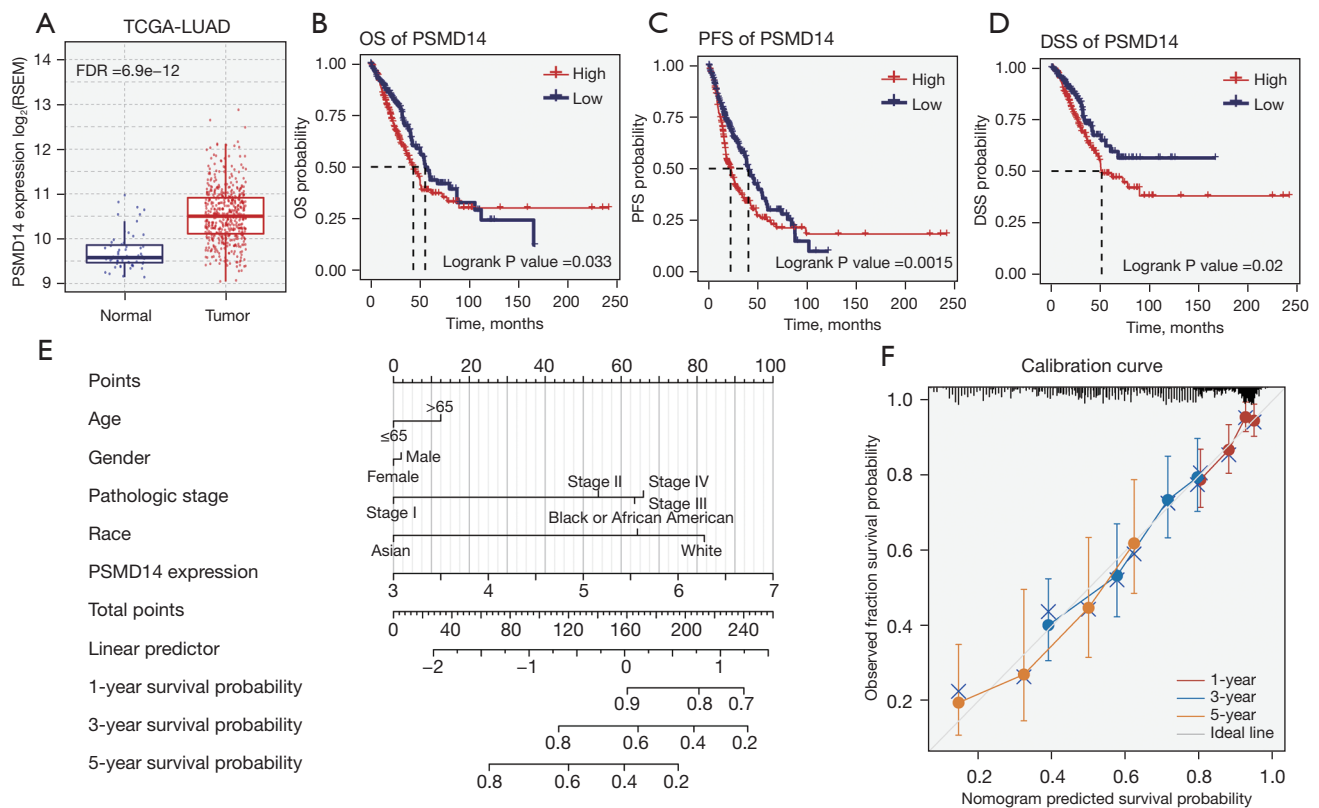 A
TCGA-LUAD
PSMD14 expression log2(RSEM)
14
13
12
11
10
9
FDR =6.9e−12
Normal
Tumor
B
OS of PSMD14
OS probability
1.00
0.75
0.50
0.25
0.00
High
Low
Logrank P value =0.033
0
50
100
150
200
250
Time, months
C
PFS of PSMD14
PFS probability
1.00
0.75
0.50
0.25
0.00
High
Low
Logrank P value =0.0015
0
50
100
150
200
250
Time, months
D
DSS of PSMD14
DSS probability
1.00
0.75
0.50
0.25
0.00
High
Low
Logrank P value =0.02
0
50
100
150
200
250
Time, months
E
Points
0 20 40 60 80 100
Age
>65
≤65
Gender
Male
Female
Pathologic stage
Stage II
Stage IV
Stage I
Stage III
Race
Black or African American
Asian
White
PSMD14 expression
3 4 5 6 7
Total points
0 40 80 120 160 200 240
Linear predictor
−2 −1 0 1
1-year survival probability
0.9 0.8 0.7
3-year survival probability
0.8 0.6 0.4 0.2
5-year survival probability
0.8 0.6 0.4 0.2
F
Calibration curve
Observed fraction survival probability
1.0
0.8
0.6
0.4
0.2
1-year
3-year
5-year
Ideal line
0.2 0.4 0.6 0.8 1.0
Nomogram predicted survival probability